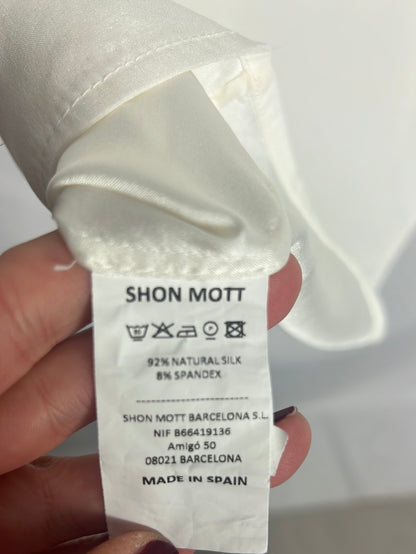 SHON MOTT
92% NATURAL SILK
8% SPANDEX
SHON MOTT BARCELONA S.L
NIF B66419136
Amigó 50
08021 BARCELONA
MADE IN SPAIN